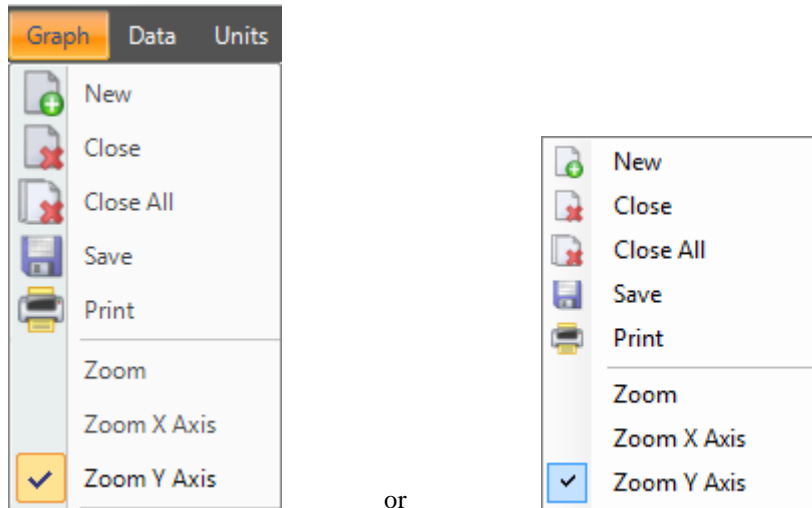 Graph Data Units
New
Close
Close All
Save
Print
Zoom
Zoom X Axis
Zoom Y Axis
or
New
Close
Close All
Save
Print
Zoom
Zoom X Axis
Zoom Y Axis